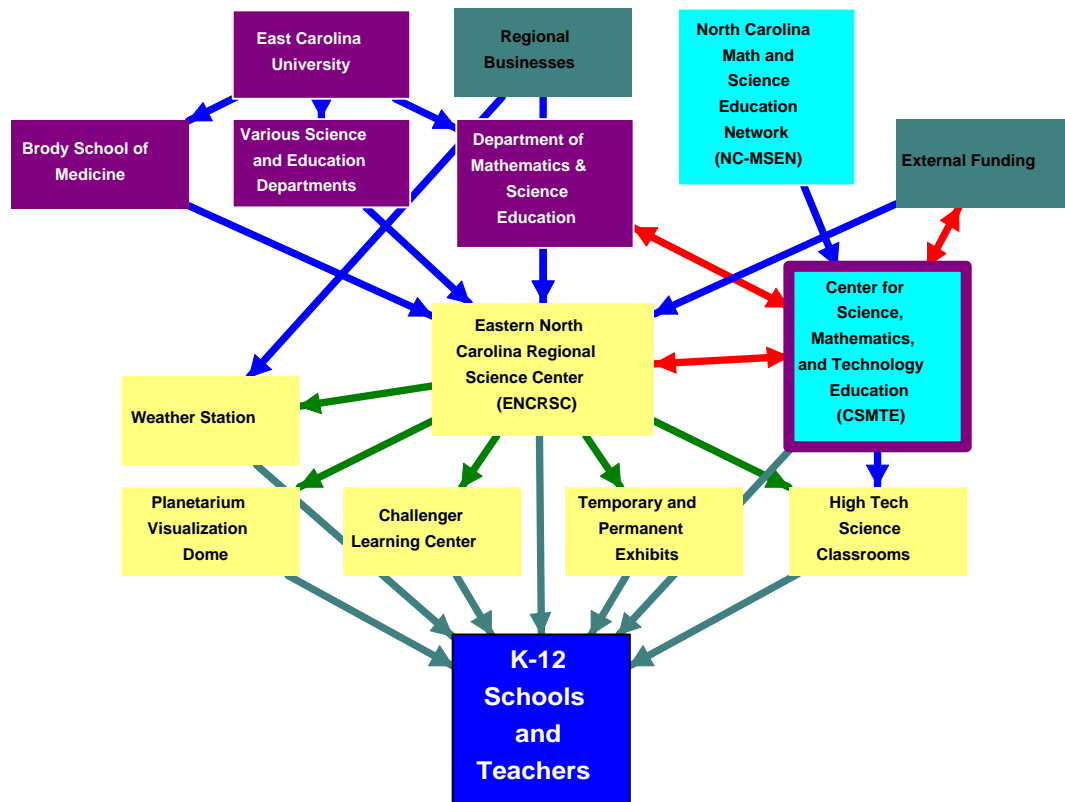 East Carolina
University
Regional
Businesses
North Carolina
Math and
Science
Education
Network
(NC-MSEN)
Brody School of
Medicine
Various Science
and Education
Departments
Department of
Mathematics &
Science
Education
External Funding
Center for
Science,
Mathematics,
and Technology
Education
(CSMTE)
Eastern North
Carolina Regional
Science Center
(ENCRSC)
Weather Station
Planetarium
Visualization
Dome
Challenger
Learning Center
Temporary and
Permanent
Exhibits
High Tech
Science
Classrooms
K-12
Schools
and
Teachers